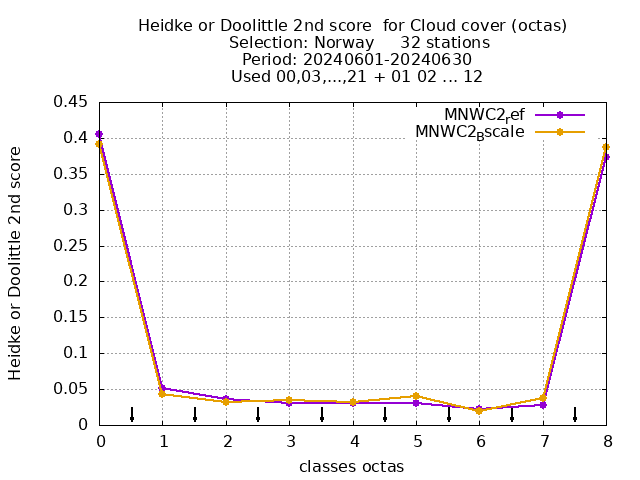 Heidke or Doolittle 2nd score  for Cloud cover (octas)
Selection: Norway     32 stations
Period: 20240601-20240630
Used 00,03,...,21 + 01 02 ... 12
MNWC2ref
MNWC2Bscale
Heidke or Doolittle 2nd score
0.45
0.4
0.35
0.3
0.25
0.2
0.15
0.1
0.05
0
0 1 2 3 4 5 6 7 8
classes octas